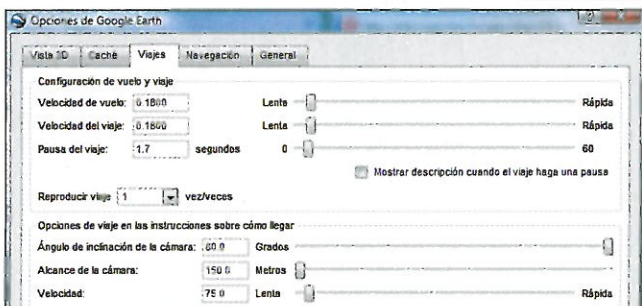 Opciones de Google Earth
Vista 3D Caché Viajes Navegación General
Configuración de vuelo y viaje
Velocidad de vuelo: 0.1800 Lenta Rápida
Velocidad del viaje: 0.1800 Lenta Rápida
Pausa del viaje: 1.7 segundos 0 60
Mostrar descripción cuando el viaje haga una pausa
Reproducir viaje 1 vez/veces
Opciones de viaje en las instrucciones sobre cómo llegar
Ángulo de inclinación de la cámara: 80.0 Grados
Alcance de la cámara: 150.0 Metros
Velocidad: 75.0 Lenta Rápida